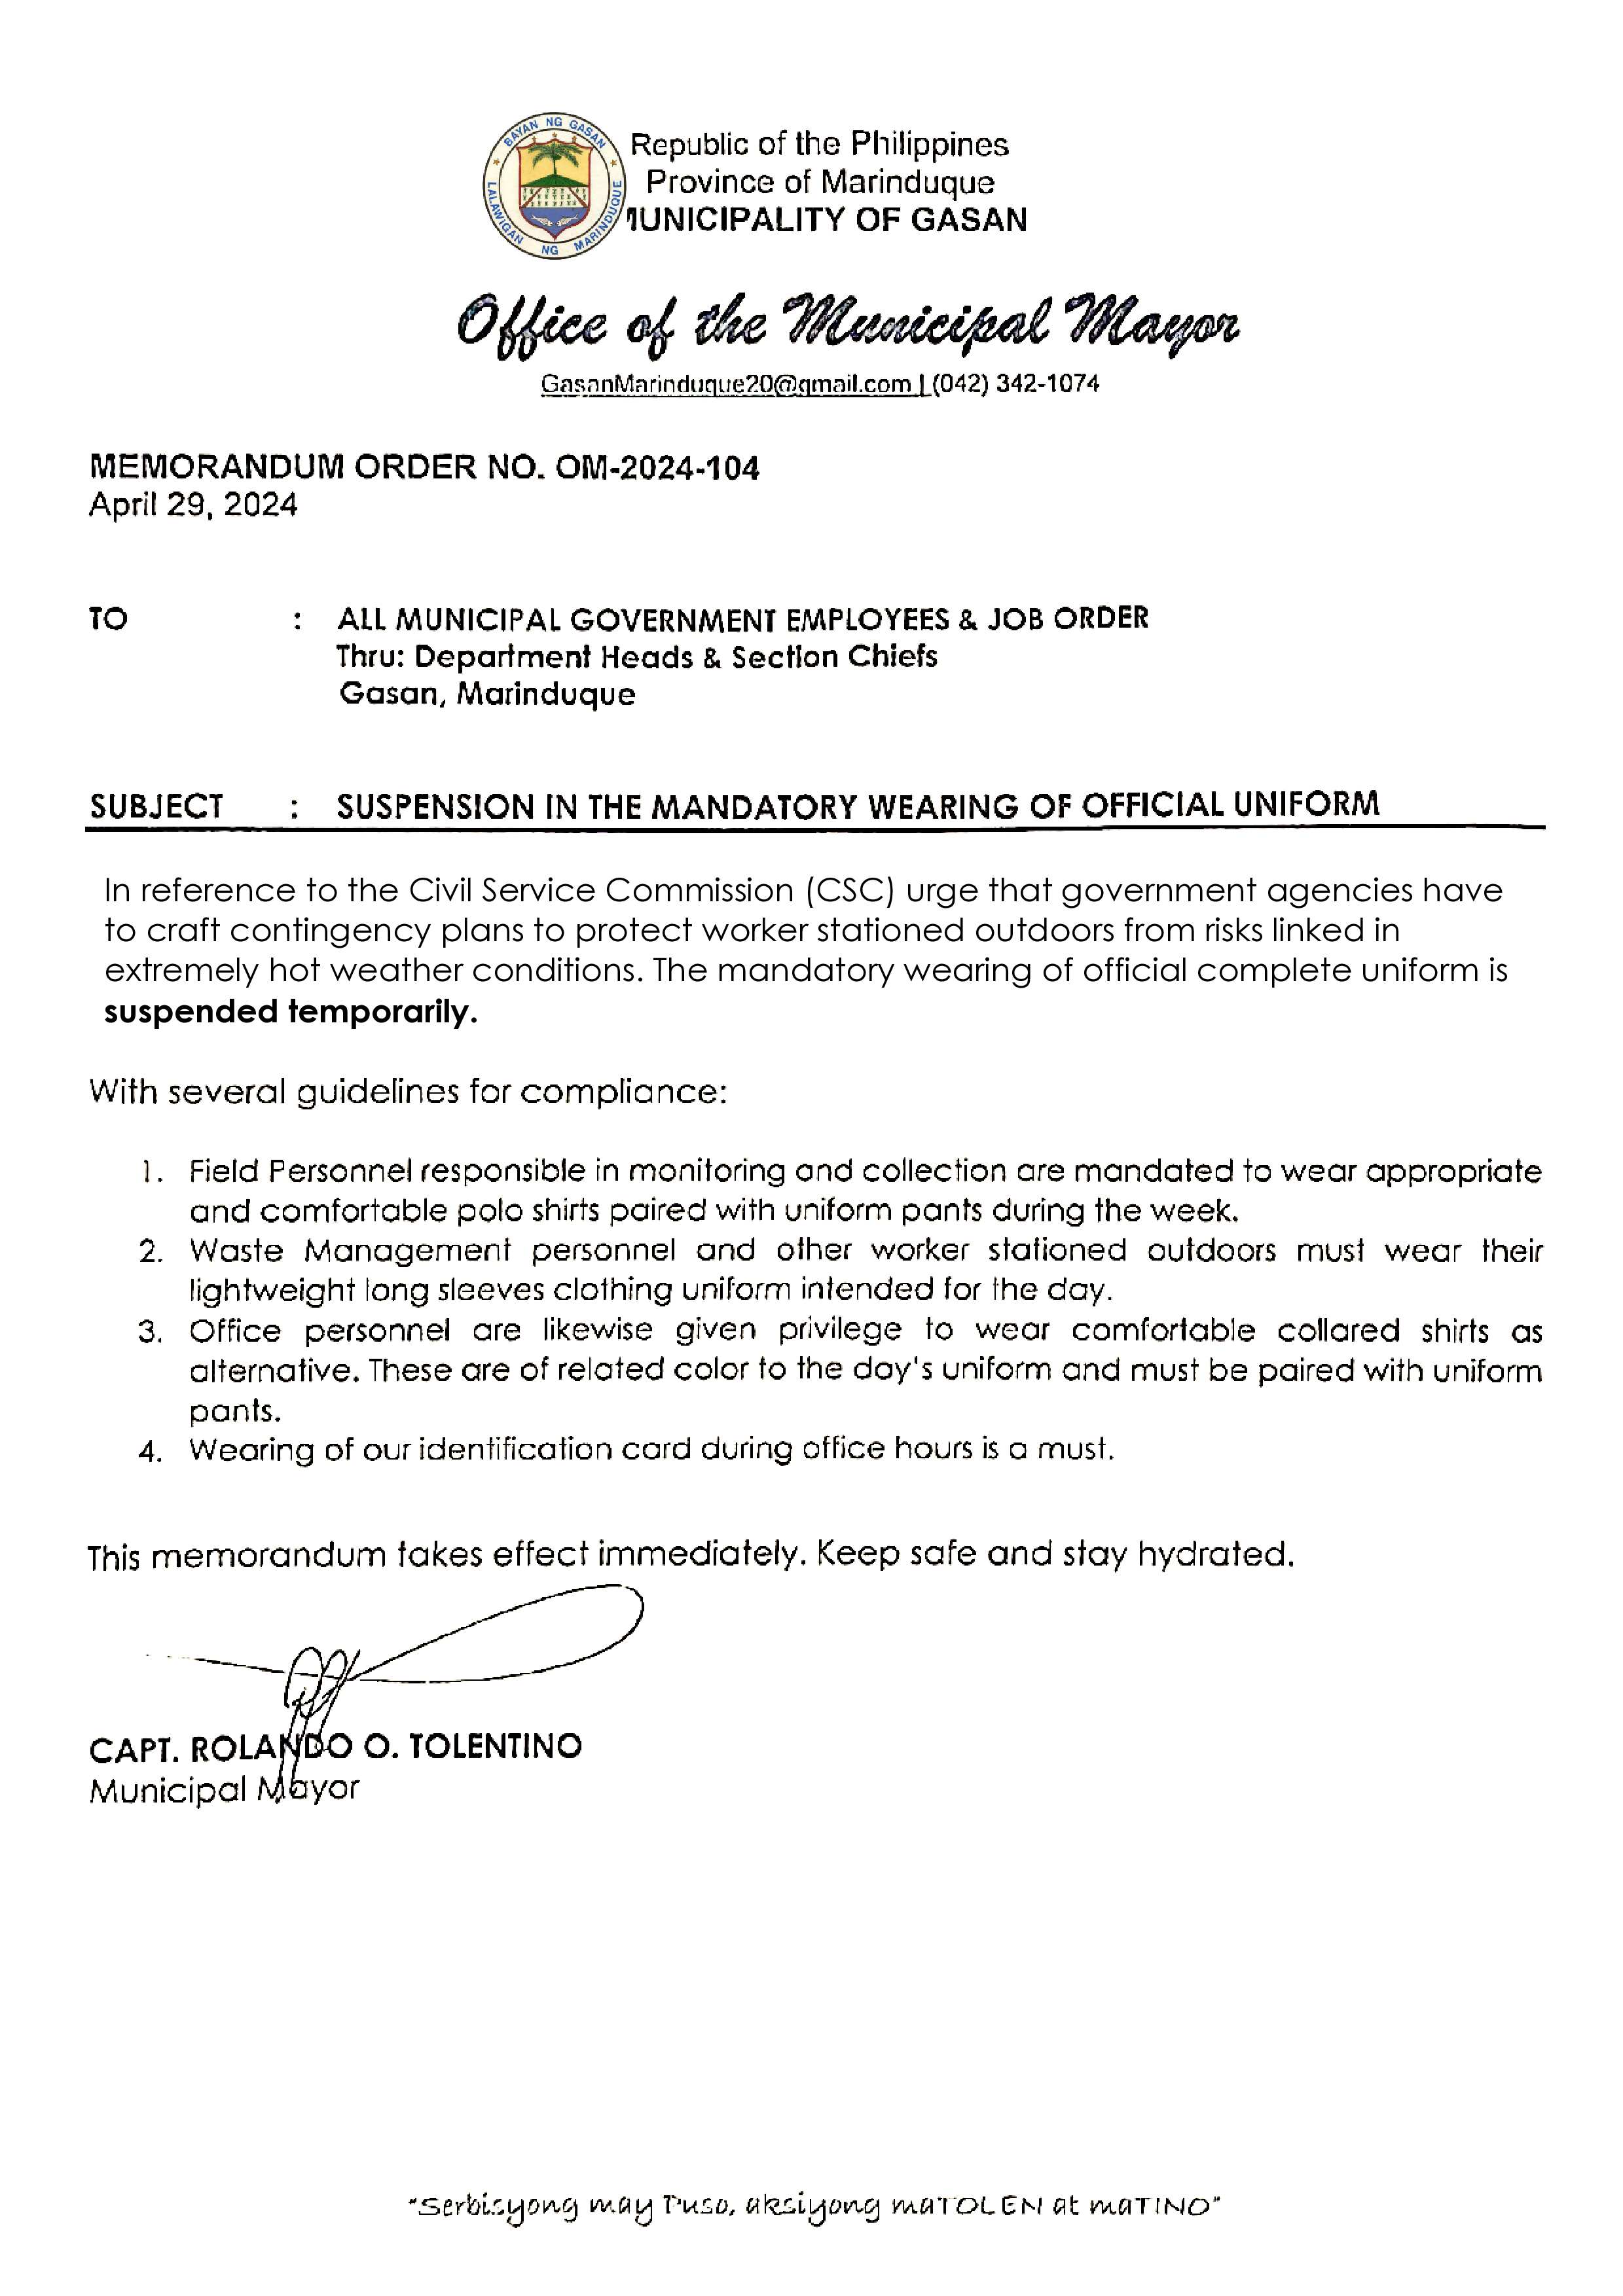 BAYAN NG GASAN
LALAWIGAN NG MARINDUQUE
Republic of the Philippines
Province of Marinduque
MUNICIPALITY OF GASAN
Office of the Municipal Mayor
GasanMarinduque20@gmail.com | (042) 342-1074
MEMORANDUM ORDER NO. OM-2024-104
April 29, 2024
TO : ALL MUNICIPAL GOVERNMENT EMPLOYEES & JOB ORDER
Thru: Department Heads & Section Chiefs
Gasan, Marinduque
SUBJECT : SUSPENSION IN THE MANDATORY WEARING OF OFFICIAL UNIFORM
In reference to the Civil Service Commission (CSC) urge that government agencies have
to craft contingency plans to protect worker stationed outdoors from risks linked in
extremely hot weather conditions. The mandatory wearing of official complete uniform is
suspended temporarily.
With several guidelines for compliance:
1. Field Personnel responsible in monitoring and collection are mandated to wear appropriate
and comfortable polo shirts paired with uniform pants during the week.
2. Waste Management personnel and other worker stationed outdoors must wear their
lightweight long sleeves clothing uniform intended for the day.
3. Office personnel are likewise given privilege to wear comfortable collared shirts as
alternative. These are of related color to the day's uniform and must be paired with uniform
pants.
4. Wearing of our identification card during office hours is a must.
This memorandum takes effect immediately. Keep safe and stay hydrated.
CAPT. ROLANDO O. TOLENTINO
Municipal Mayor
"Serbisyong may Puso, aksiyong maTOLEN at maTINO"